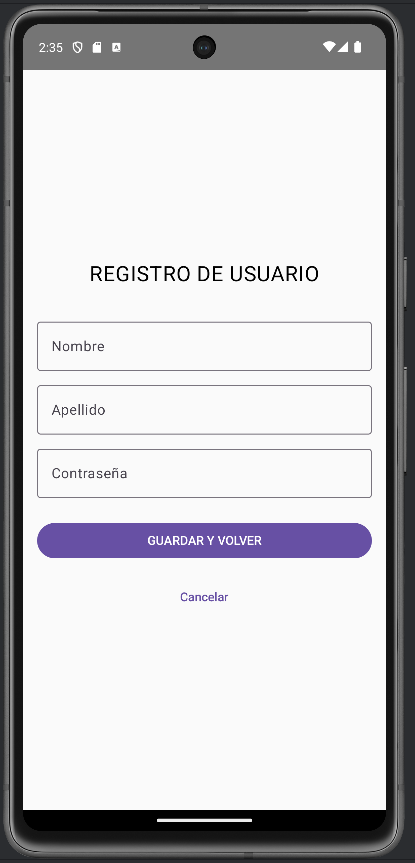 2:35
REGISTRO DE USUARIO
Nombre
Apellido
Contraseña
GUARDAR Y VOLVER
Cancelar